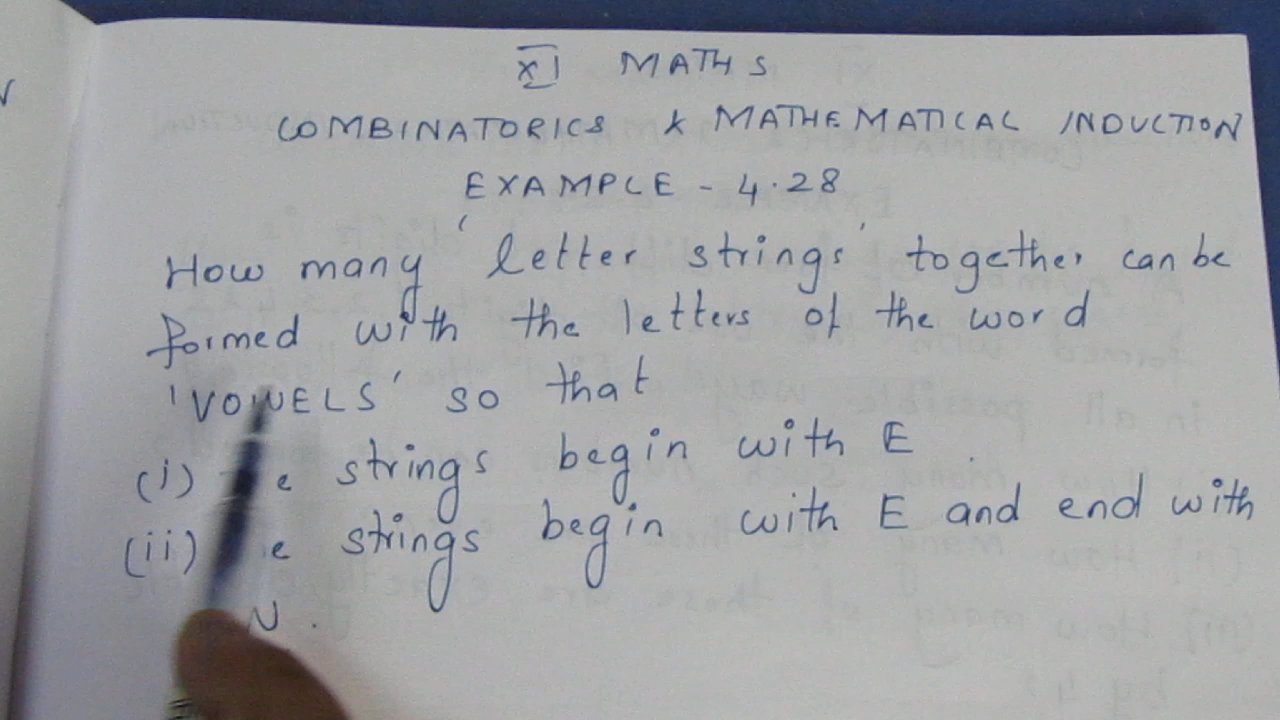 XI MATHS
COMBINATORICS & MATHEMATICAL INDUCTION
EXAMPLE - 4.28
How many 'letter strings' together can be
formed with the letters of the word
'VOWELS' so that
(i) strings begin with E.
(ii) strings begin with E and end with